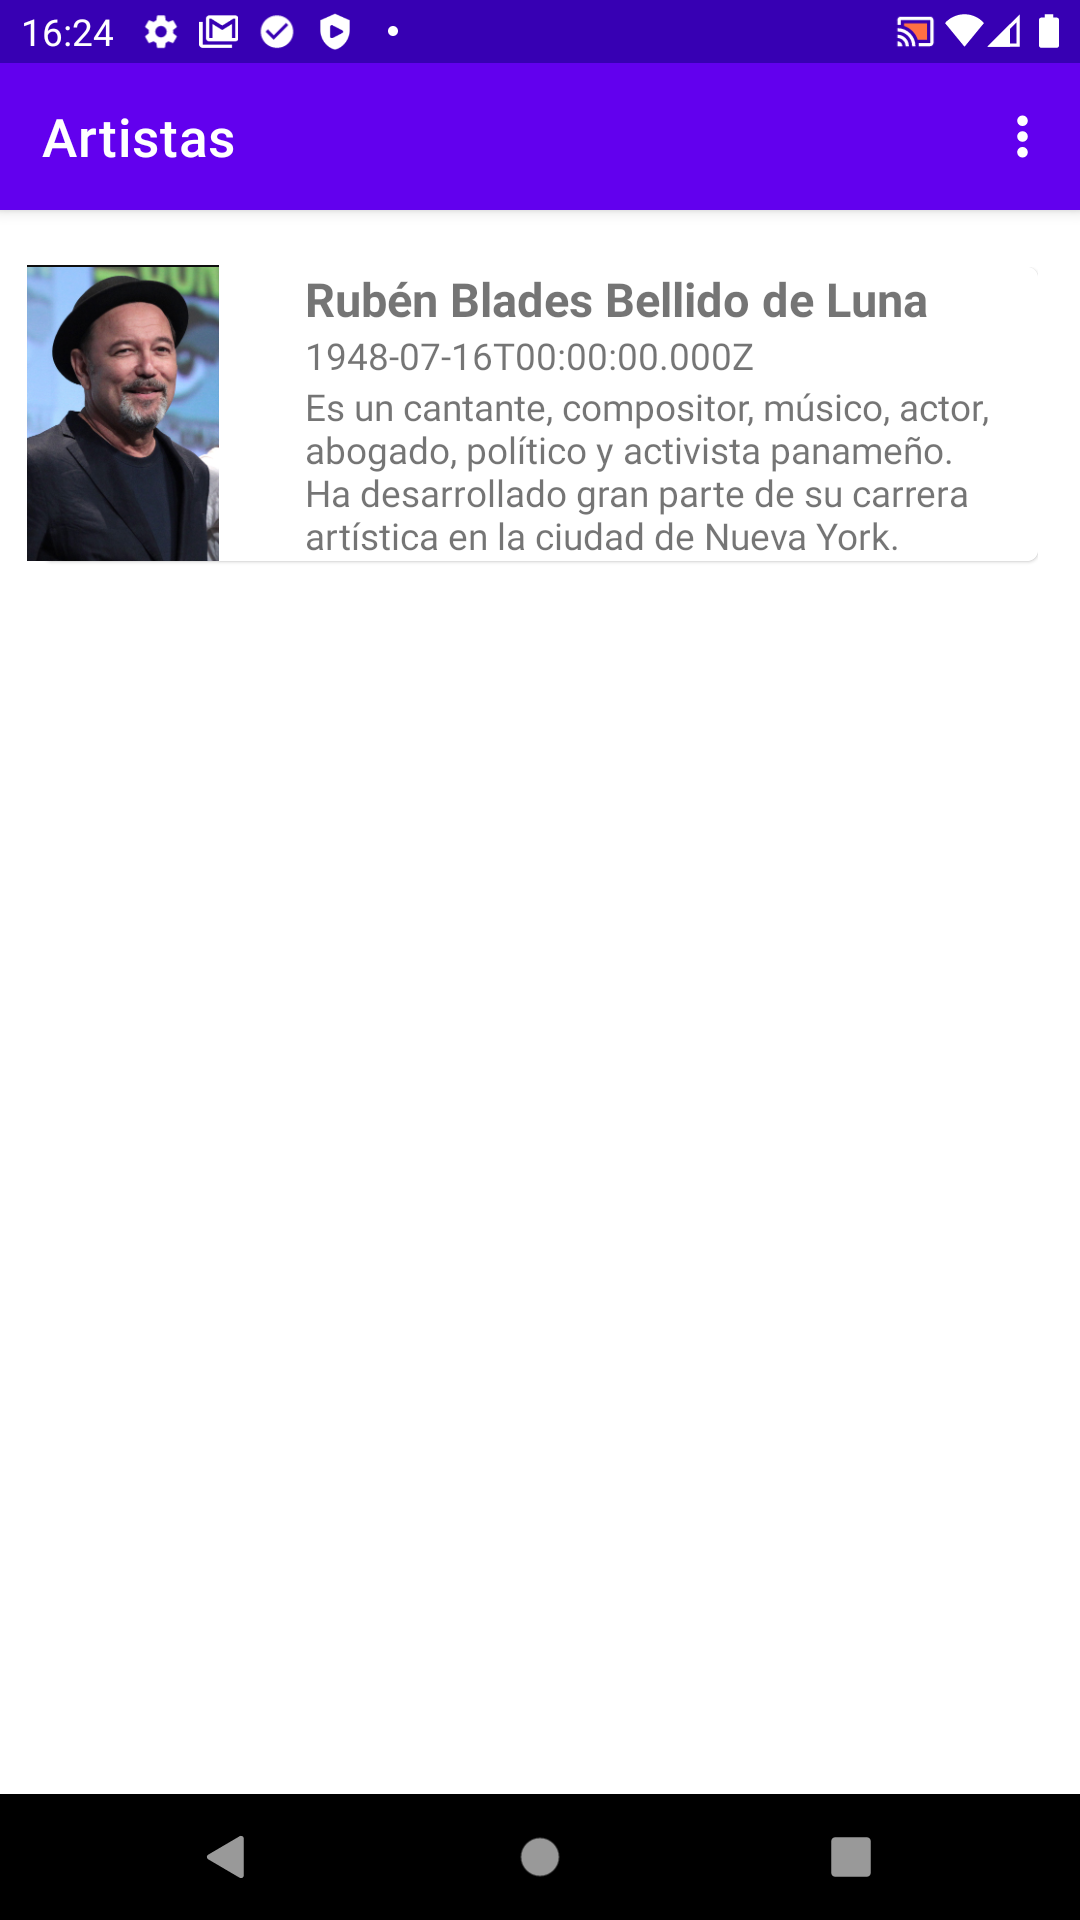 16:24
Artistas
Rubén Blades Bellido de Luna
1948-07-16T00:00:00.000Z
Es un cantante, compositor, músico, actor,
abogado, político y activista panameño.
Ha desarrollado gran parte de su carrera
artística en la ciudad de Nueva York.